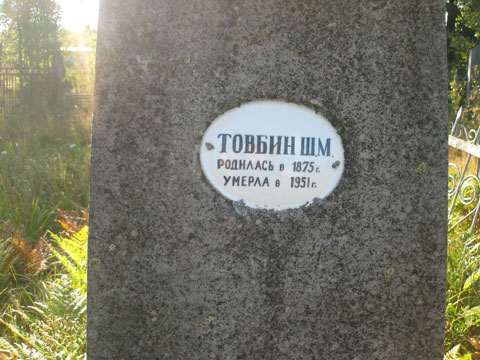 ТОВБИН Ш.М.
РОДИЛАСЬ в 1875 г.
УМЕРЛА в 1951 г.